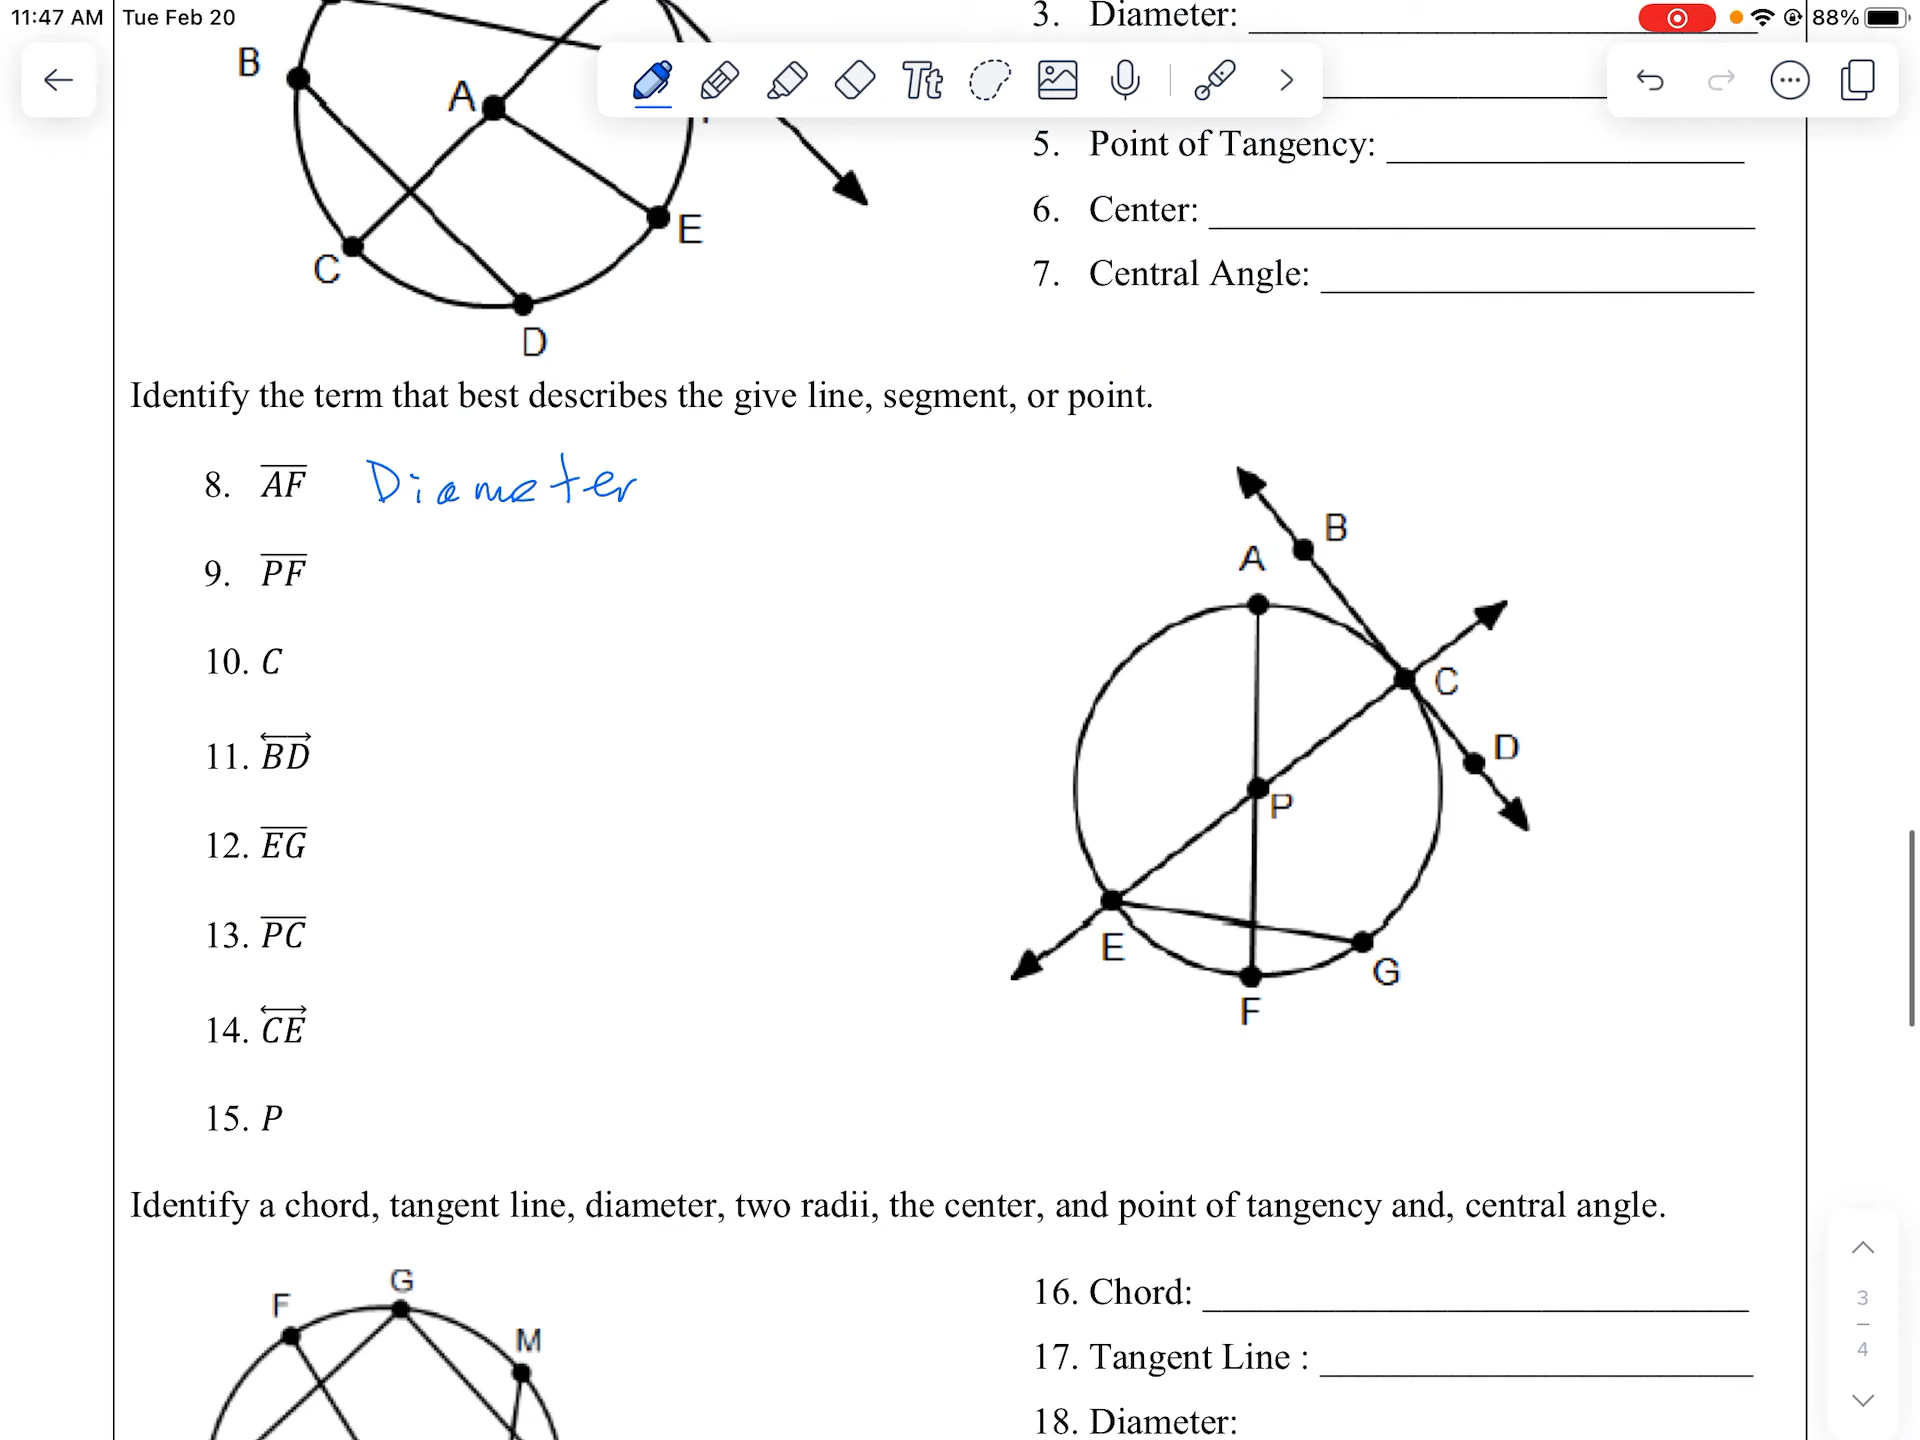 11:47 AM Tue Feb 20
88%
3. Diameter:
B
A
Tt
5. Point of Tangency:
6. Center:
E
7. Central Angle:
C
D
Identify the term that best describes the give line, segment, or point.
8. AF Diameter
B
A
9. PF
10. C
C
11. BD
D
P
12. EG
13. PC
E
G
F
14. CE
15. P
Identify a chord, tangent line, diameter, two radii, the center, and point of tangency and, central angle.
G
F
M
16. Chord:
17. Tangent Line :
18. Diameter:
3
4